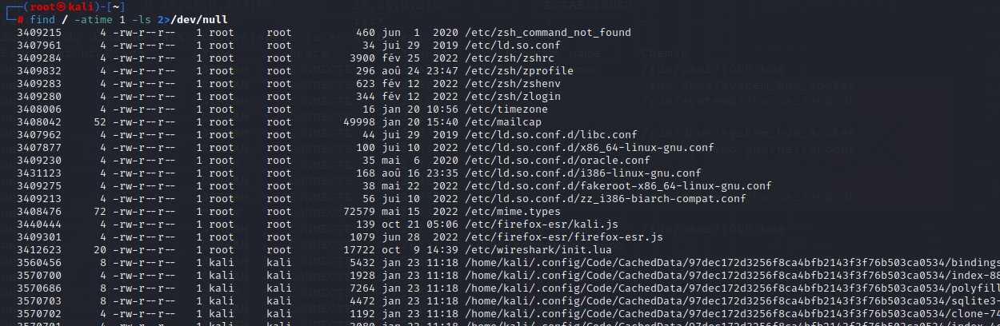 ┌──(root㉿kali)-[~]
└─# find / -atime 1 -ls 2>/dev/null
3409215 4 -rw-r--r-- 1 root root 460 jun 1 2020 /etc/zsh_command_not_found
3407961 4 -rw-r--r-- 1 root root 34 jui 29 2019 /etc/ld.so.conf
3409284 4 -rw-r--r-- 1 root root 3900 fév 25 2022 /etc/zsh/zshrc
3409832 4 -rw-r--r-- 1 root root 296 aoû 24 23:47 /etc/zsh/zprofile
3409283 4 -rw-r--r-- 1 root root 623 fév 12 2022 /etc/zsh/zshenv
3409280 4 -rw-r--r-- 1 root root 344 fév 12 2022 /etc/zsh/zlogin
3408006 4 -rw-r--r-- 1 root root 16 jan 20 10:56 /etc/timezone
3408042 52 -rw-r--r-- 1 root root 49998 jan 20 15:40 /etc/mailcap
3407962 4 -rw-r--r-- 1 root root 44 jui 29 2019 /etc/ld.so.conf.d/libc.conf
3407877 4 -rw-r--r-- 1 root root 100 jui 10 2022 /etc/ld.so.conf.d/x86_64-linux-gnu.conf
3409230 4 -rw-r--r-- 1 root root 35 mai 6 2020 /etc/ld.so.conf.d/oracle.conf
3431123 4 -rw-r--r-- 1 root root 168 aoû 16 23:35 /etc/ld.so.conf.d/i386-linux-gnu.conf
3409275 4 -rw-r--r-- 1 root root 38 mai 22 2022 /etc/ld.so.conf.d/fakeroot-x86_64-linux-gnu.conf
3409213 4 -rw-r--r-- 1 root root 56 jui 10 2022 /etc/ld.so.conf.d/zz_i386-biarch-compat.conf
3408476 72 -rw-r--r-- 1 root root 72579 mai 15 2022 /etc/mime.types
3440444 4 -rw-r--r-- 1 root root 139 oct 21 05:06 /etc/firefox-esr/kali.js
3409301 4 -rw-r--r-- 1 root root 1079 jun 28 2022 /etc/firefox-esr/firefox-esr.js
3412623 20 -rw-r--r-- 1 root root 17722 oct 9 14:39 /etc/wireshark/init.lua
3560456 8 -rw-r--r-- 1 kali kali 5432 jan 23 11:18 /home/kali/.config/Code/CachedData/97dec172d3256f8ca4bfb2143f3f76b503ca0534/bindings
3570700 4 -rw-r--r-- 1 kali kali 1928 jan 23 11:18 /home/kali/.config/Code/CachedData/97dec172d3256f8ca4bfb2143f3f76b503ca0534/index-88
3570686 8 -rw-r--r-- 1 kali kali 7264 jan 23 11:18 /home/kali/.config/Code/CachedData/97dec172d3256f8ca4bfb2143f3f76b503ca0534/polyfill
3570703 8 -rw-r--r-- 1 kali kali 4472 jan 23 11:18 /home/kali/.config/Code/CachedData/97dec172d3256f8ca4bfb2143f3f76b503ca0534/sqlite3-
3570702 4 -rw-r--r-- 1 kali kali 1192 jan 23 11:18 /home/kali/.config/Code/CachedData/97dec172d3256f8ca4bfb2143f3f76b503ca0534/clone-74